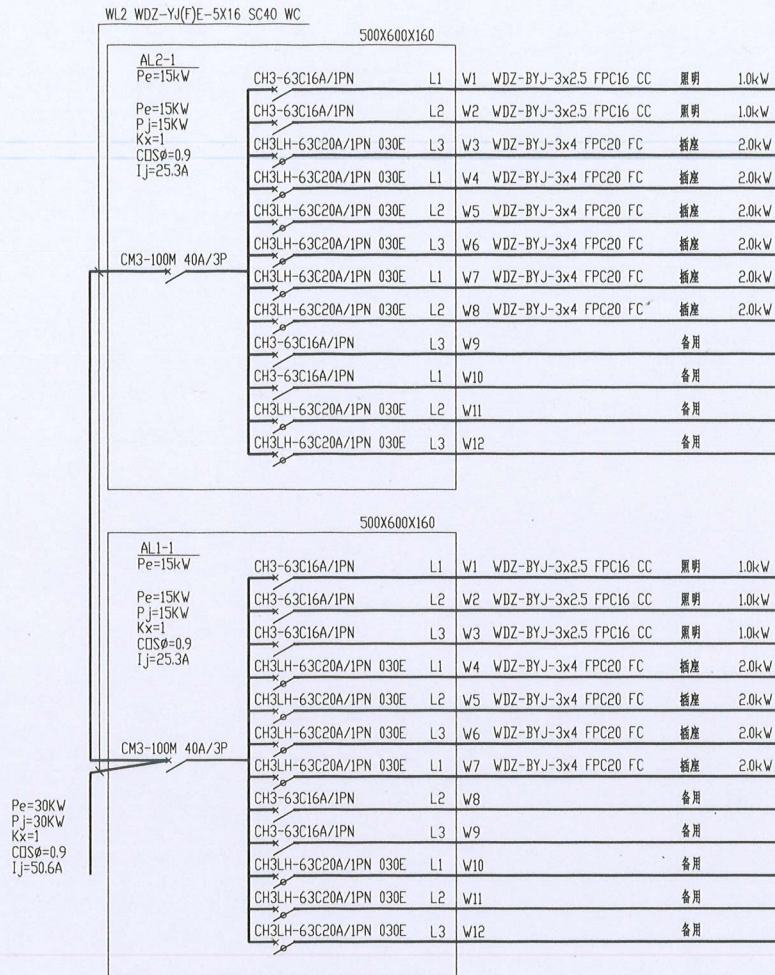 WL2 WDZ-YJ(F)E-5X16 SC40 WC
500X600X160
AL2-1
Pe=15kW
Pe=15KW
Pj=15KW
Kx=1
COSø=0.9
Ij=25.3A
CM3-100M 40A/3P
CH3-63C16A/1PN L1 W1 WDZ-BYJ-3x2.5 FPC16 CC 照明 1.0kW
CH3-63C16A/1PN L2 W2 WDZ-BYJ-3x2.5 FPC16 CC 照明 1.0kW
CH3LH-63C20A/1PN 030E L3 W3 WDZ-BYJ-3x4 FPC20 FC 插座 2.0kW
CH3LH-63C20A/1PN 030E L1 W4 WDZ-BYJ-3x4 FPC20 FC 插座 2.0kW
CH3LH-63C20A/1PN 030E L2 W5 WDZ-BYJ-3x4 FPC20 FC 插座 2.0kW
CH3LH-63C20A/1PN 030E L3 W6 WDZ-BYJ-3x4 FPC20 FC 插座 2.0kW
CH3LH-63C20A/1PN 030E L1 W7 WDZ-BYJ-3x4 FPC20 FC 插座 2.0kW
CH3LH-63C20A/1PN 030E L2 W8 WDZ-BYJ-3x4 FPC20 FC 插座 2.0kW
CH3-63C16A/1PN L3 W9 备用
CH3-63C16A/1PN L1 W10 备用
CH3LH-63C20A/1PN 030E L2 W11 备用
CH3LH-63C20A/1PN 030E L3 W12 备用
500X600X160
AL1-1
Pe=15kW
Pe=15KW
Pj=15KW
Kx=1
COSø=0.9
Ij=25.3A
CM3-100M 40A/3P
CH3-63C16A/1PN L1 W1 WDZ-BYJ-3x2.5 FPC16 CC 照明 1.0kW
CH3-63C16A/1PN L2 W2 WDZ-BYJ-3x2.5 FPC16 CC 照明 1.0kW
CH3-63C16A/1PN L3 W3 WDZ-BYJ-3x2.5 FPC16 CC 照明 1.0kW
CH3LH-63C20A/1PN 030E L1 W4 WDZ-BYJ-3x4 FPC20 FC 插座 2.0kW
CH3LH-63C20A/1PN 030E L2 W5 WDZ-BYJ-3x4 FPC20 FC 插座 2.0kW
CH3LH-63C20A/1PN 030E L3 W6 WDZ-BYJ-3x4 FPC20 FC 插座 2.0kW
CH3LH-63C20A/1PN 030E L1 W7 WDZ-BYJ-3x4 FPC20 FC 插座 2.0kW
CH3-63C16A/1PN L2 W8 备用
CH3-63C16A/1PN L3 W9 备用
CH3LH-63C20A/1PN 030E L1 W10 备用
CH3LH-63C20A/1PN 030E L2 W11 备用
CH3LH-63C20A/1PN 030E L3 W12 备用
Pe=30KW
Pj=30KW
Kx=1
COSø=0.9
Ij=50.6A